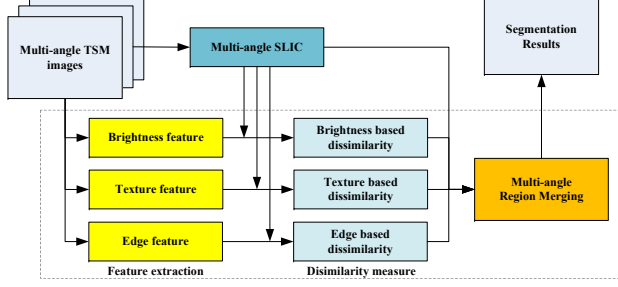 Multi-angle TSM
images
Multi-angle SLIC
Segmentation
Results
Brightness feature
Brightness based
dissimilarity
Texture feature
Texture based
dissimilarity
Multi-angle
Region Merging
Edge feature
Edge based
dissimilarity
Feature extraction
Disimilarity measure